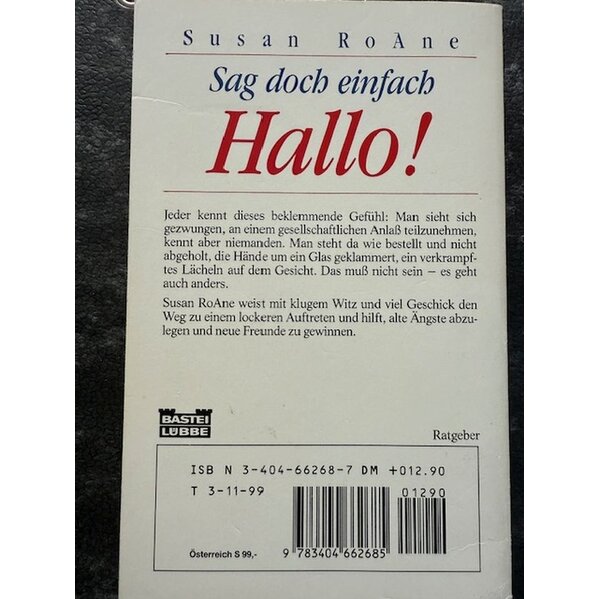 Susan RoAne
Sag doch einfach
Hallo!
Jeder kennt dieses beklemmende Gefühl: Man sieht sich
gezwungen, an einem gesellschaftlichen Anlaß teilzunehmen,
kennt aber niemanden. Man steht da wie bestellt und nicht
abgeholt, die Hände um ein Glas geklammert, ein verkrampf-
tes Lächeln auf dem Gesicht. Das muß nicht sein – es geht
auch anders.
Susan RoAne weist mit klugem Witz und viel Geschick den
Weg zu einem lockeren Auftreten und hilft, alte Ängste abzu-
legen und neue Freunde zu gewinnen.
BASTEI
LÜBBE
Ratgeber
ISB N 3-404-66268-7 DM +012.90
T 3-11-99
01290
Österreich S 99,-
9 783404 662685